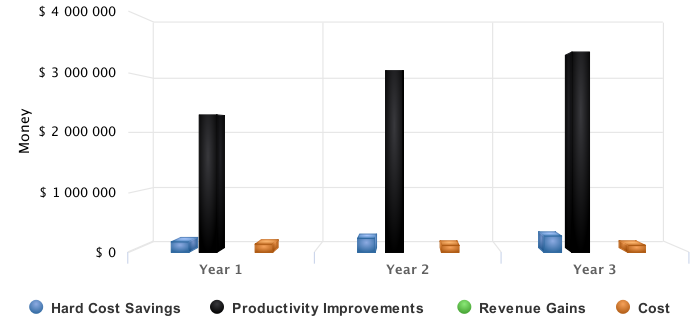 $ 4 000 000
$ 3 000 000
$ 2 000 000
$ 1 000 000
$ 0
Money
Year 1 Year 2 Year 3
Hard Cost Savings Productivity Improvements Revenue Gains Cost